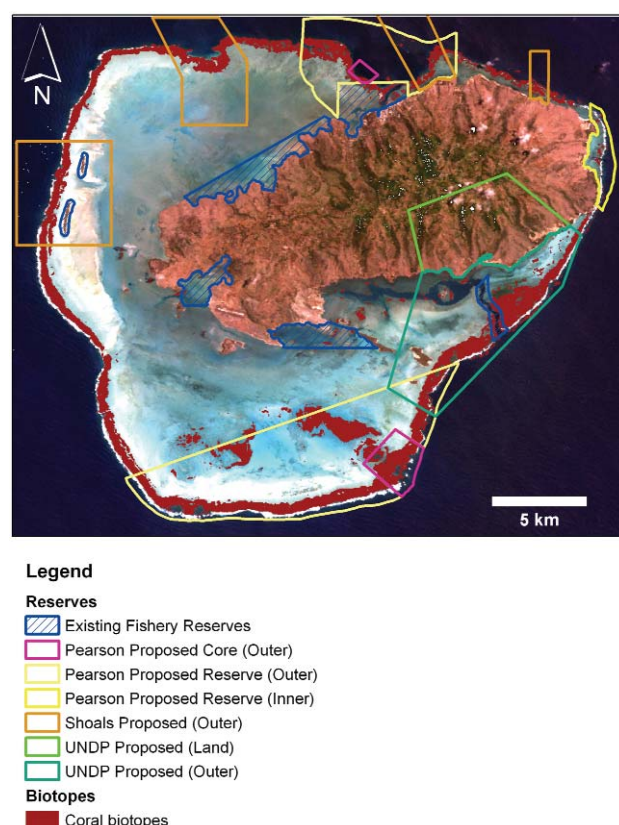 N
5 km
Legend
Reserves
Existing Fishery Reserves
Pearson Proposed Core (Outer)
Pearson Proposed Reserve (Outer)
Pearson Proposed Reserve (Inner)
Shoals Proposed (Outer)
UNDP Proposed (Land)
UNDP Proposed (Outer)
Biotopes
Coral biotopes